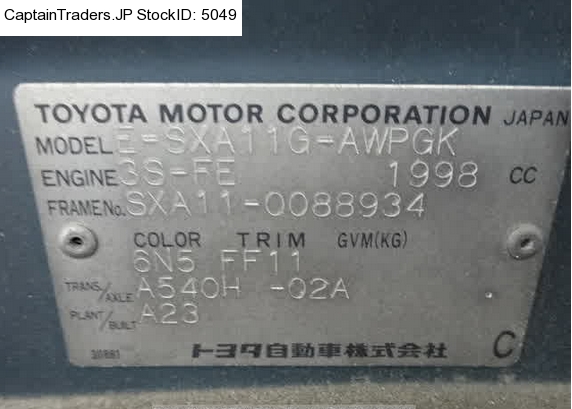 CaptainTraders.JP StockID: 5049
TOYOTA MOTOR CORPORATION JAPAN
MODEL E-SXA11G-AWPGK
ENGINE 3S-FE 1998 CC
FRAME No. SXA11-0088934
COLOR TRIM GVM(KG)
6N5 FF11
TRANS./AXLE A540H -02A
PLANT/BUILT A23
トヨタ自動車株式会社 C